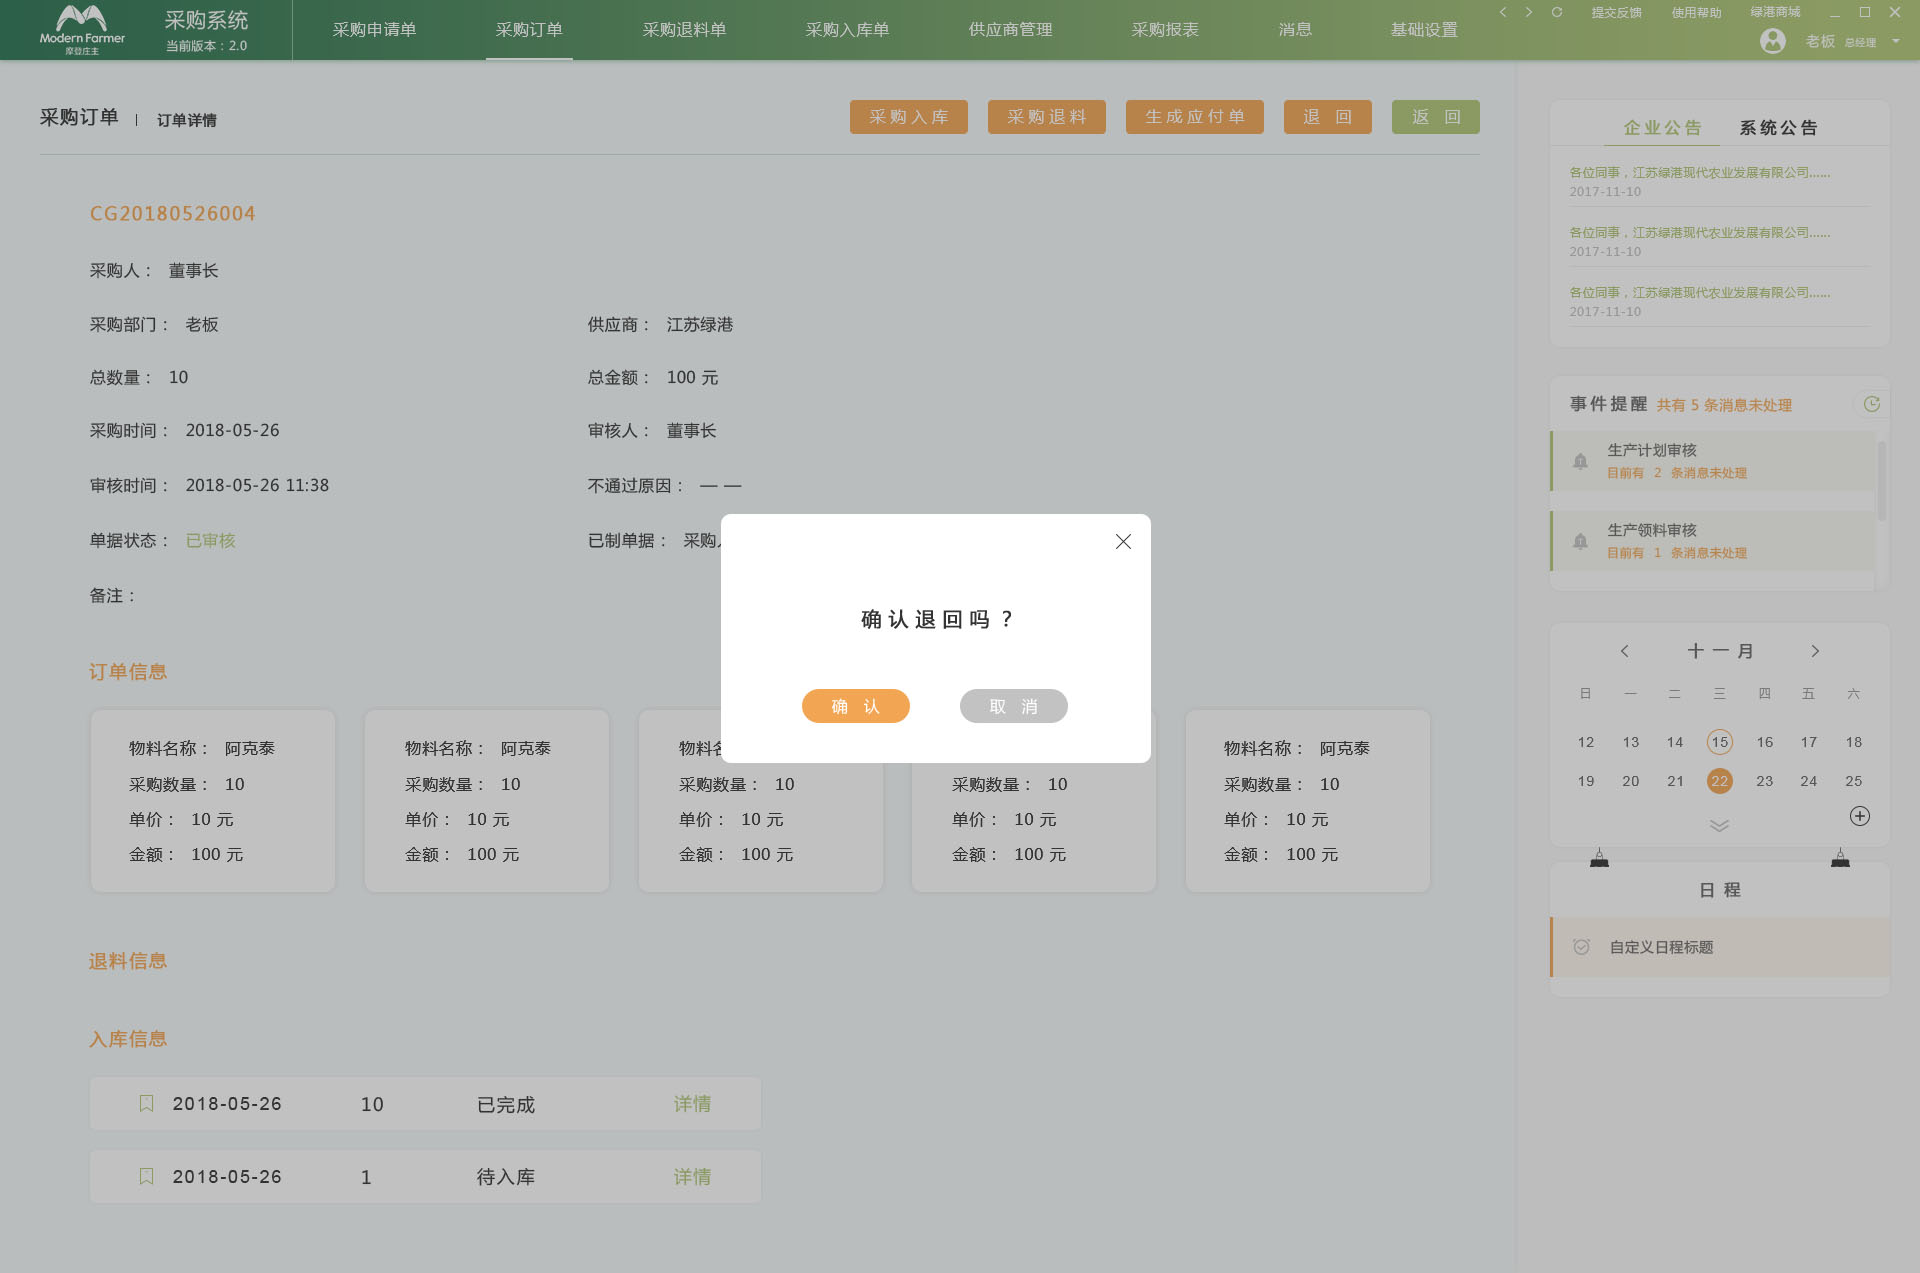 Modern Farmer
摩登庄主
采购系统
当前版本：2.0
采购申请单 采购订单 采购退料单 采购入库单 供应商管理 采购报表 消息 基础设置
提交反馈 使用帮助 绿港商城
老板 总经理
采购订单 | 订单详情
采购入库 采购退料 生成应付单 退 回 返 回
CG20180526004
采购人： 董事长
采购部门： 老板 供应商： 江苏绿港
总数量： 10 总金额： 100 元
采购时间： 2018-05-26 审核人： 董事长
审核时间： 2018-05-26 11:38 不通过原因： — —
单据状态： 已审核 已制单据： 采购
备注：
确认退回吗？
确 认 取 消
订单信息
物料名称： 阿克泰 物料名称： 阿克泰 物料 物料名称： 阿克泰
采购数量： 10 采购数量： 10 采购数量： 10 采购数量： 10 采购数量： 10
单价： 10 元 单价： 10 元 单价： 10 元 单价： 10 元 单价： 10 元
金额： 100 元 金额： 100 元 金额： 100 元 金额： 100 元 金额： 100 元
退料信息
入库信息
2018-05-26 10 已完成 详情
2018-05-26 1 待入库 详情
企业公告 系统公告
各位同事，江苏绿港现代农业发展有限公司......
2017-11-10
各位同事，江苏绿港现代农业发展有限公司......
2017-11-10
各位同事，江苏绿港现代农业发展有限公司......
2017-11-10
事件提醒 共有 5 条消息未处理
生产计划审核
目前有 2 条消息未处理
生产领料审核
目前有 1 条消息未处理
十一月
日 一 二 三 四 五 六
12 13 14 15 16 17 18
19 20 21 22 23 24 25
日 程
自定义日程标题